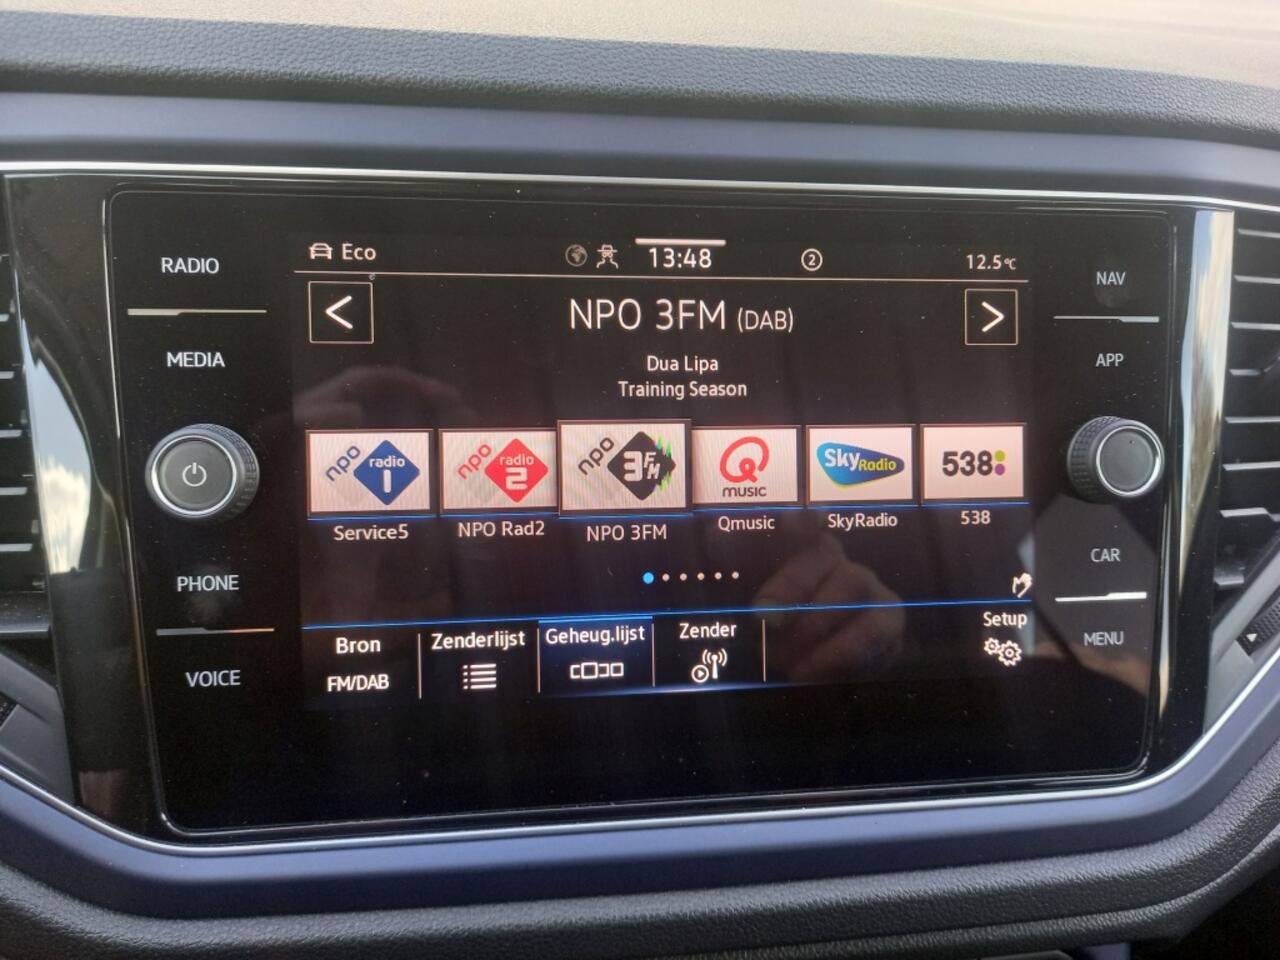 RADIO
MEDIA
PHONE
VOICE
Eco
13:48
2
12.5°C
< NPO 3FM (DAB) >
Dua Lipa
Training Season
npo radio 1
npo radio 2
npo 3FM
Q MUSIC
Sky Radio
538
Service5
NPO Rad2
NPO 3FM
Qmusic
SkyRadio
538
Bron
FM/DAB
Zenderlijst
Geheug.lijst
Zender
Setup
NAV
APP
CAR
MENU